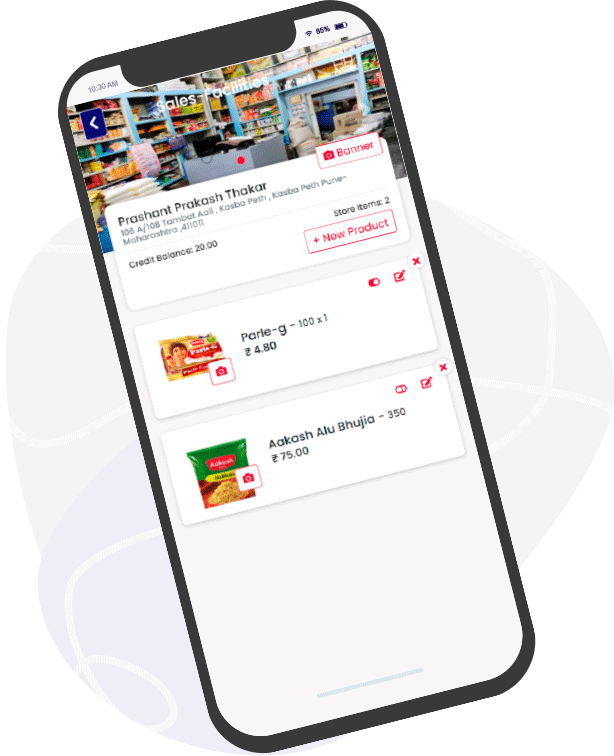 10:30 AM
85%
Sales Facilities
Banner
Prashant Prakash Thakar
106 A/108 Tambat Aali , Kasba Peth , Kasba Peth Pune-
Maharashtra ,411011
Store Items: 2
Credit Balance: 20.00
+ New Product
Parle-g - 100 x 1
₹ 4.80
PARLE-G
Aakash Alu Bhujia - 350
₹ 75.00
Aakash